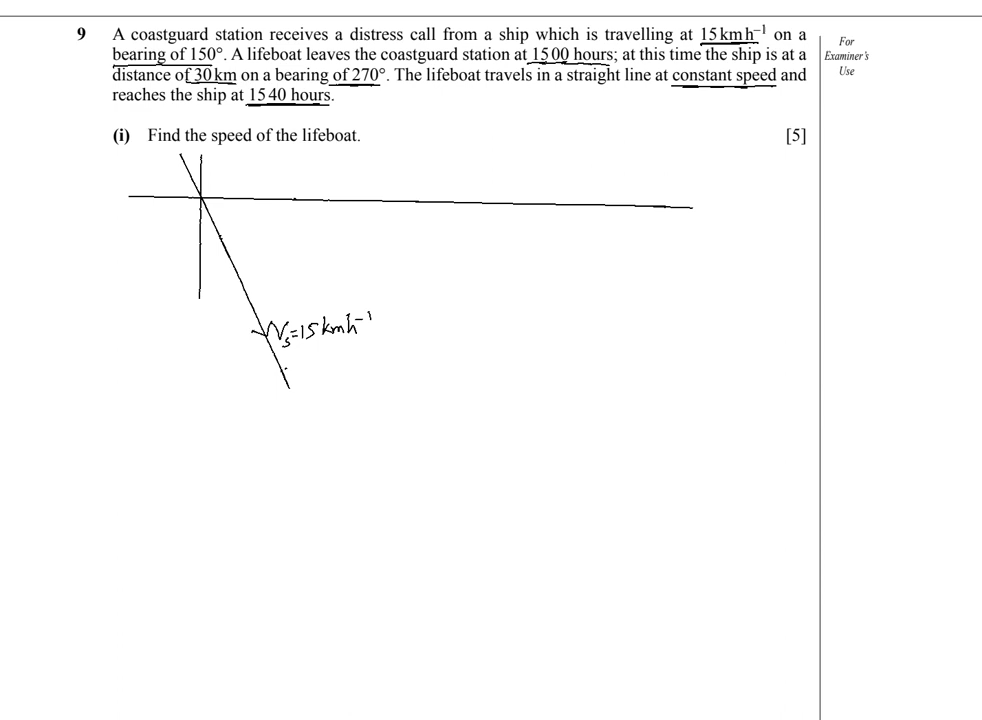 9 A coastguard station receives a distress call from a ship which is travelling at 15 km h⁻¹ on a
bearing of 150°. A lifeboat leaves the coastguard station at 15 00 hours; at this time the ship is at a
distance of 30 km on a bearing of 270°. The lifeboat travels in a straight line at constant speed and
reaches the ship at 15 40 hours.
For
Examiner's
Use
(i) Find the speed of the lifeboat. [5]
Vs=15 kmh⁻¹